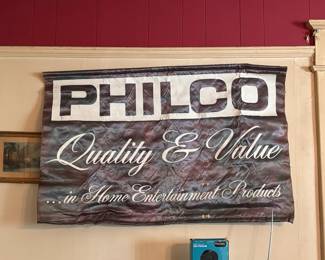 PHILCO
Quality & Value
...in Home Entertainment Products